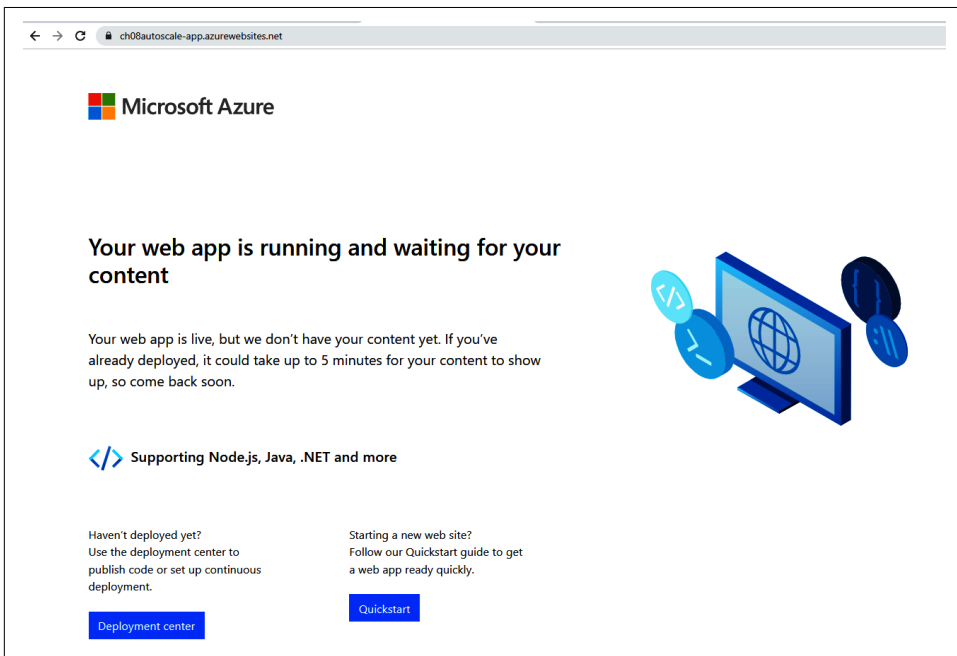 ch08autoscale-app.azurewebsites.net
Microsoft Azure
Your web app is running and waiting for your
content
Your web app is live, but we don't have your content yet. If you've
already deployed, it could take up to 5 minutes for your content to show
up, so come back soon.
</> Supporting Node.js, Java, .NET and more
Haven't deployed yet?
Use the deployment center to
publish code or set up continuous
deployment.
Deployment center
Starting a new web site?
Follow our Quickstart guide to get
a web app ready quickly.
Quickstart
</>
>_
{ }
:\\